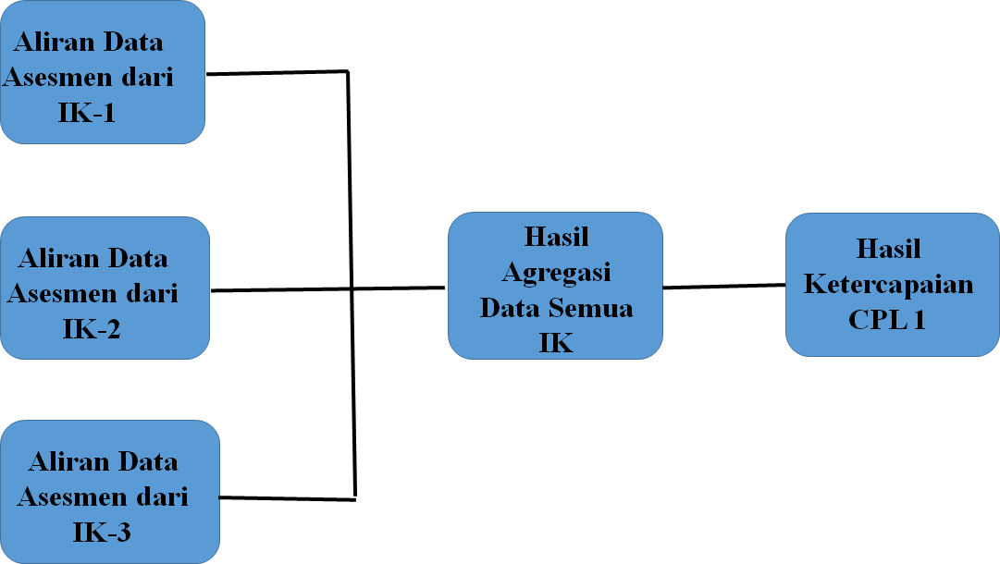 Aliran Data
Asesmen dari
IK-1
Aliran Data
Asesmen dari
IK-2
Aliran Data
Asesmen dari
IK-3
Hasil
Agregasi
Data Semua
IK
Hasil
Ketercapaian
CPL 1